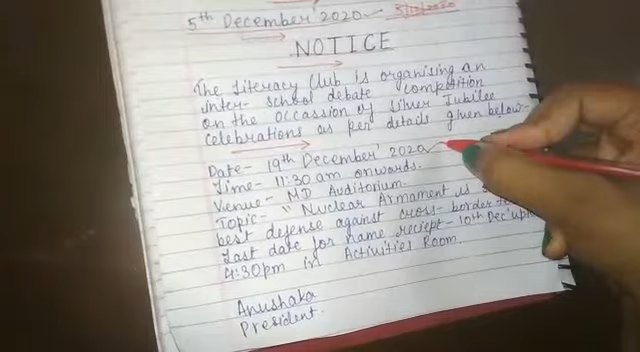 5th December' 2020
NOTICE
The Literacy Club is organising an
inter- school debate competition
on the occassion of Silver Jubilee
celebrations as per details given below:-
Date- 19th December' 2020
Time- 11:30 am onwards.
Venue- MD Auditorium.
Topic- "Nuclear Armament is
best defense against cross- border
Last date for name reciept- 10th Dec'
4:30pm in Activities Room.
Anushaka
President.